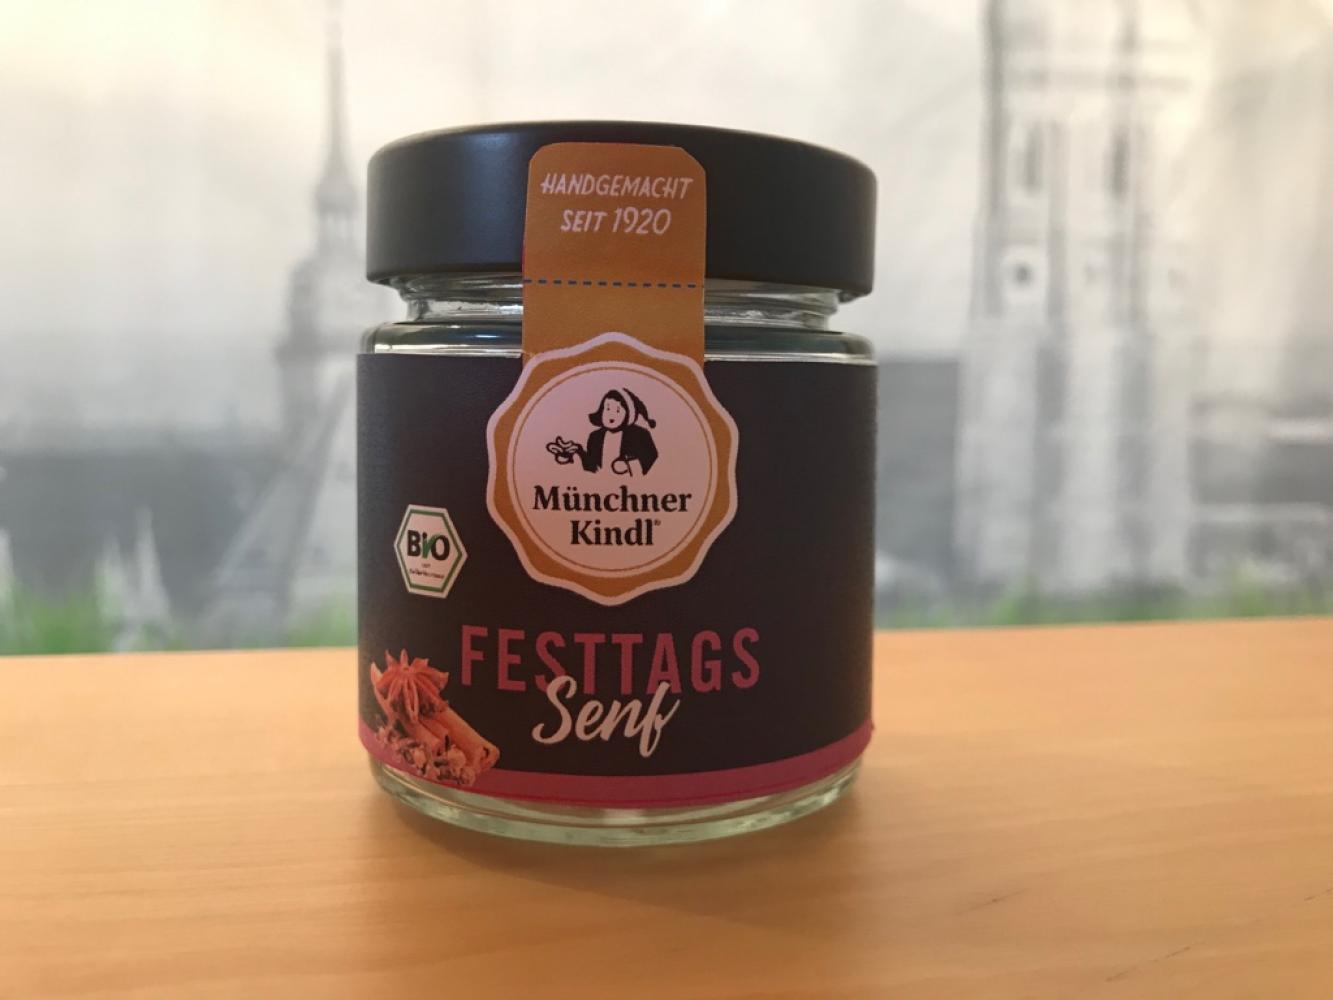 HANDGEMACHT
SEIT 1920
Münchner
Kindl®
BIO
FESTTAGS
Senf